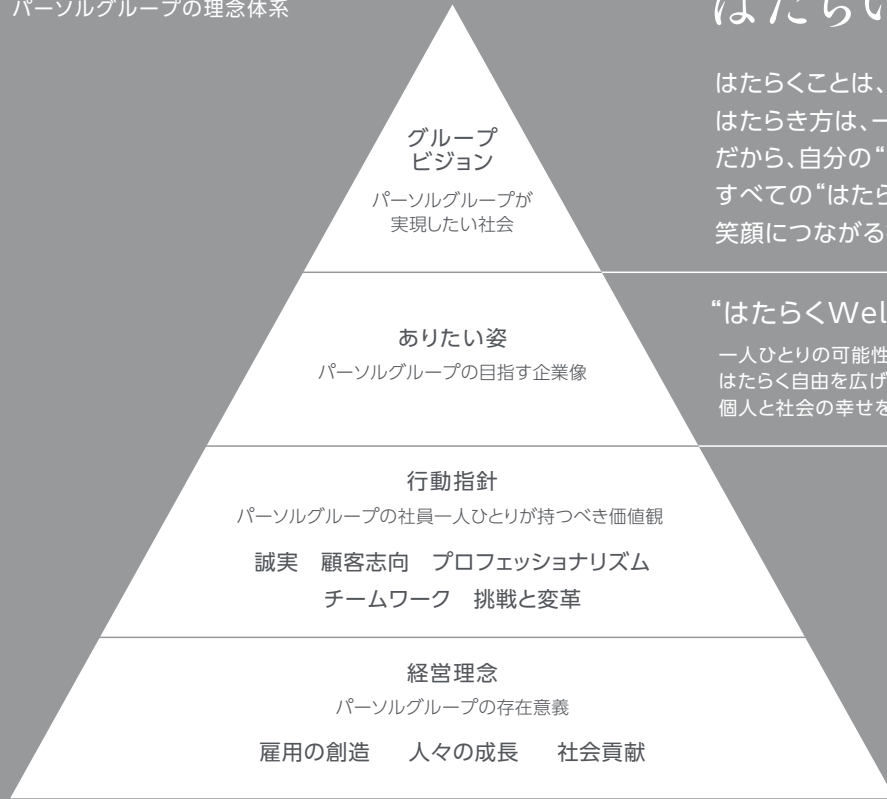 パーソルグループの理念体系
はたらい
はたらくことは、
はたらき方は、一
だから、自分の“
すべての“はたら
笑顔につながる
グループ
ビジョン
パーソルグループが
実現したい社会
“はたらくWel
一人ひとりの可能性
はたらく自由を広げ
個人と社会の幸せを
ありたい姿
パーソルグループの目指す企業像
行動指針
パーソルグループの社員一人ひとりが持つべき価値観
誠実 顧客志向 プロフェッショナリズム
チームワーク 挑戦と変革
経営理念
パーソルグループの存在意義
雇用の創造 人々の成長 社会貢献